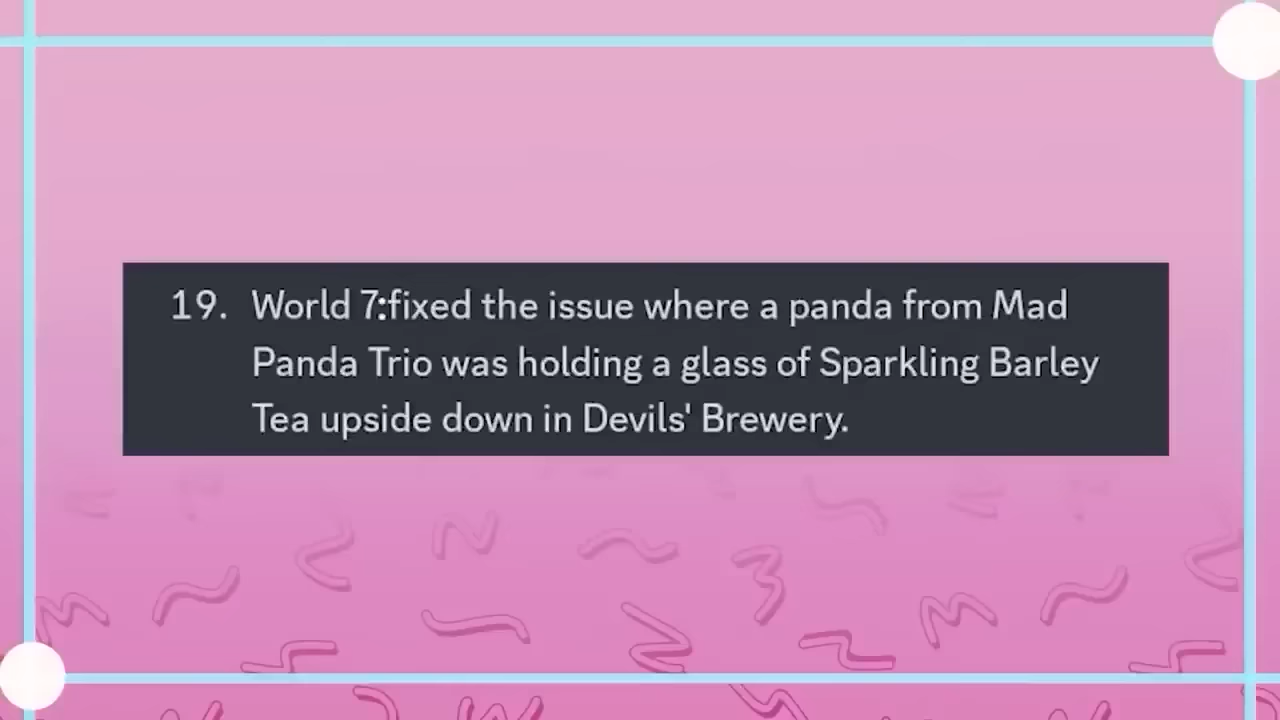 19. World 7:fixed the issue where a panda from Mad
Panda Trio was holding a glass of Sparkling Barley
Tea upside down in Devils' Brewery.